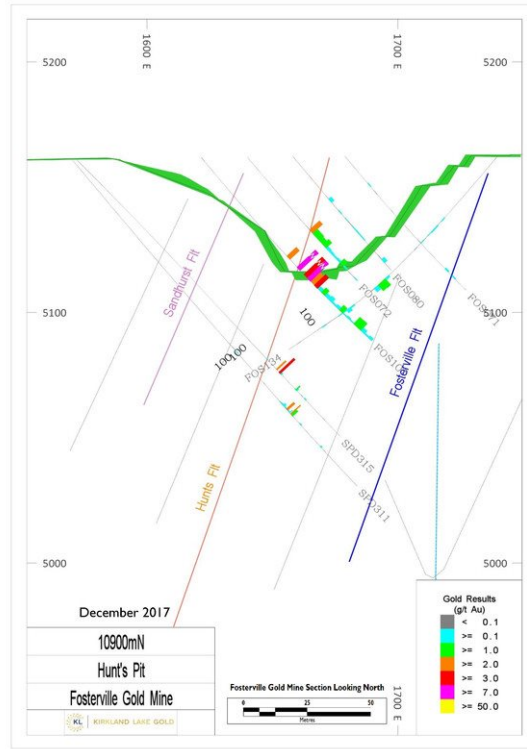 1600 E
1700 E
5200
5200
Sandhurst Flt
FOS071
FOS080
FOS072
5100
5100
100
FOS10
Fosterville Flt
100
100
FOS134
SPD315
SPD311
Hunts Flt
5000
5000
December 2017
10900mN
Hunt's Pit
Fosterville Gold Mine
KL KIRKLAND LAKE GOLD
Fosterville Gold Mine Section Looking North
0 25 50
Metres
1700 E
Gold Results
(g/t Au)
< 0.1
>= 0.1
>= 1.0
>= 2.0
>= 3.0
>= 7.0
>= 50.0